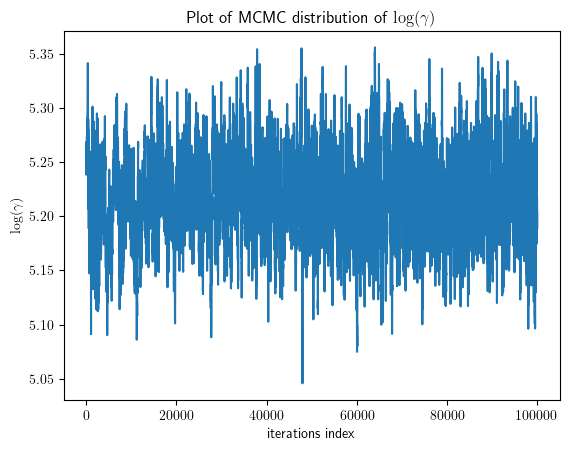 Plot of MCMC distribution of log(γ)
5.35
5.30
5.25
5.20
5.15
5.10
5.05
log(γ)
0 20000 40000 60000 80000 100000
iterations index